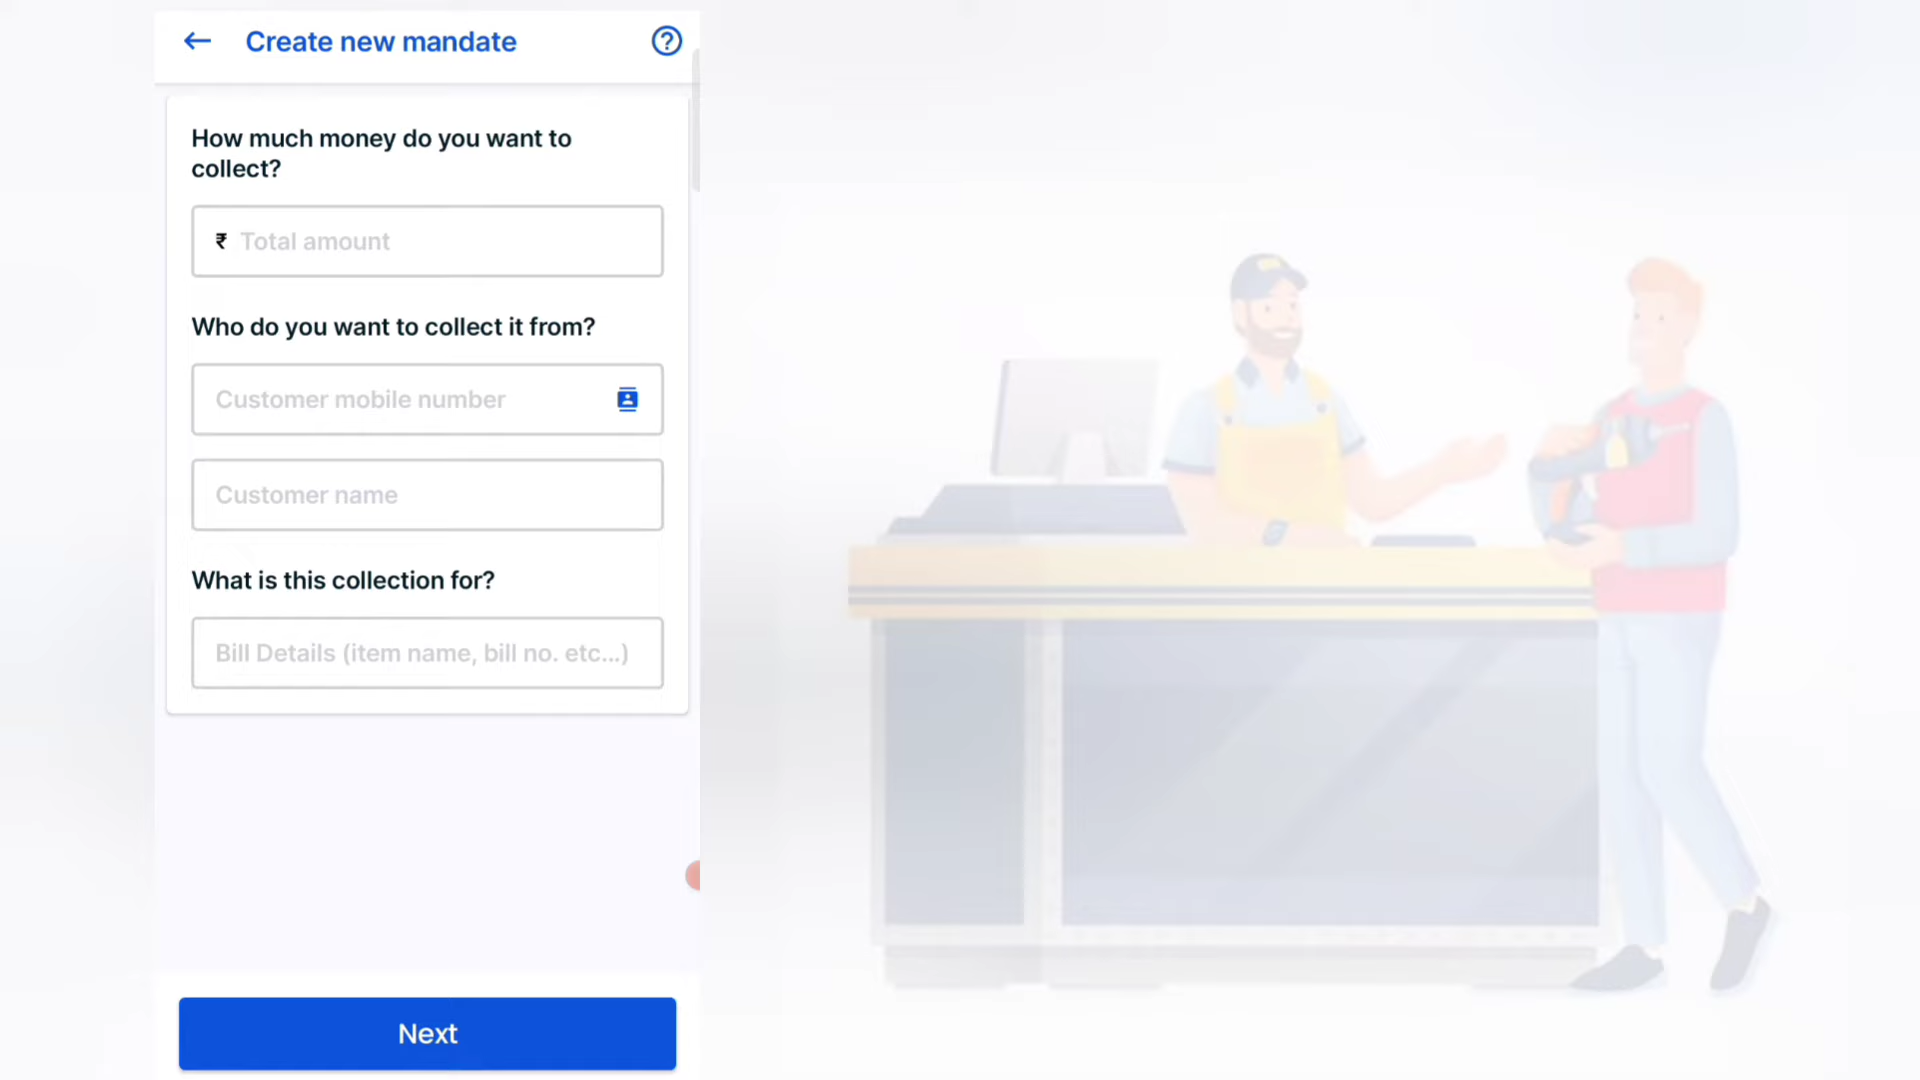 Create new mandate
How much money do you want to
collect?
₹ Total amount
Who do you want to collect it from?
Customer mobile number
Customer name
What is this collection for?
Bill Details (item name, bill no. etc...)
Next